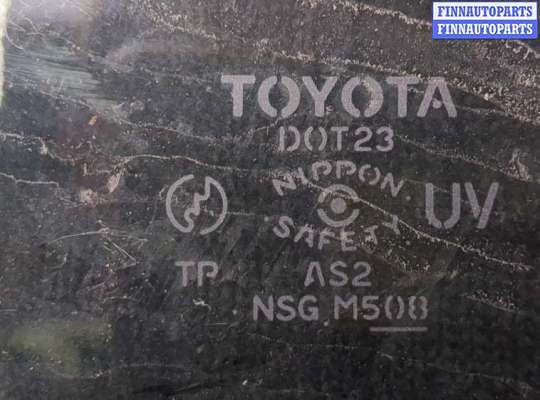 FINNAUTOPARTS
FINNAUTOPARTS
TOYOTA
DOT23
NIPPON
SAFETY
UV
TP AS2
NSG M508